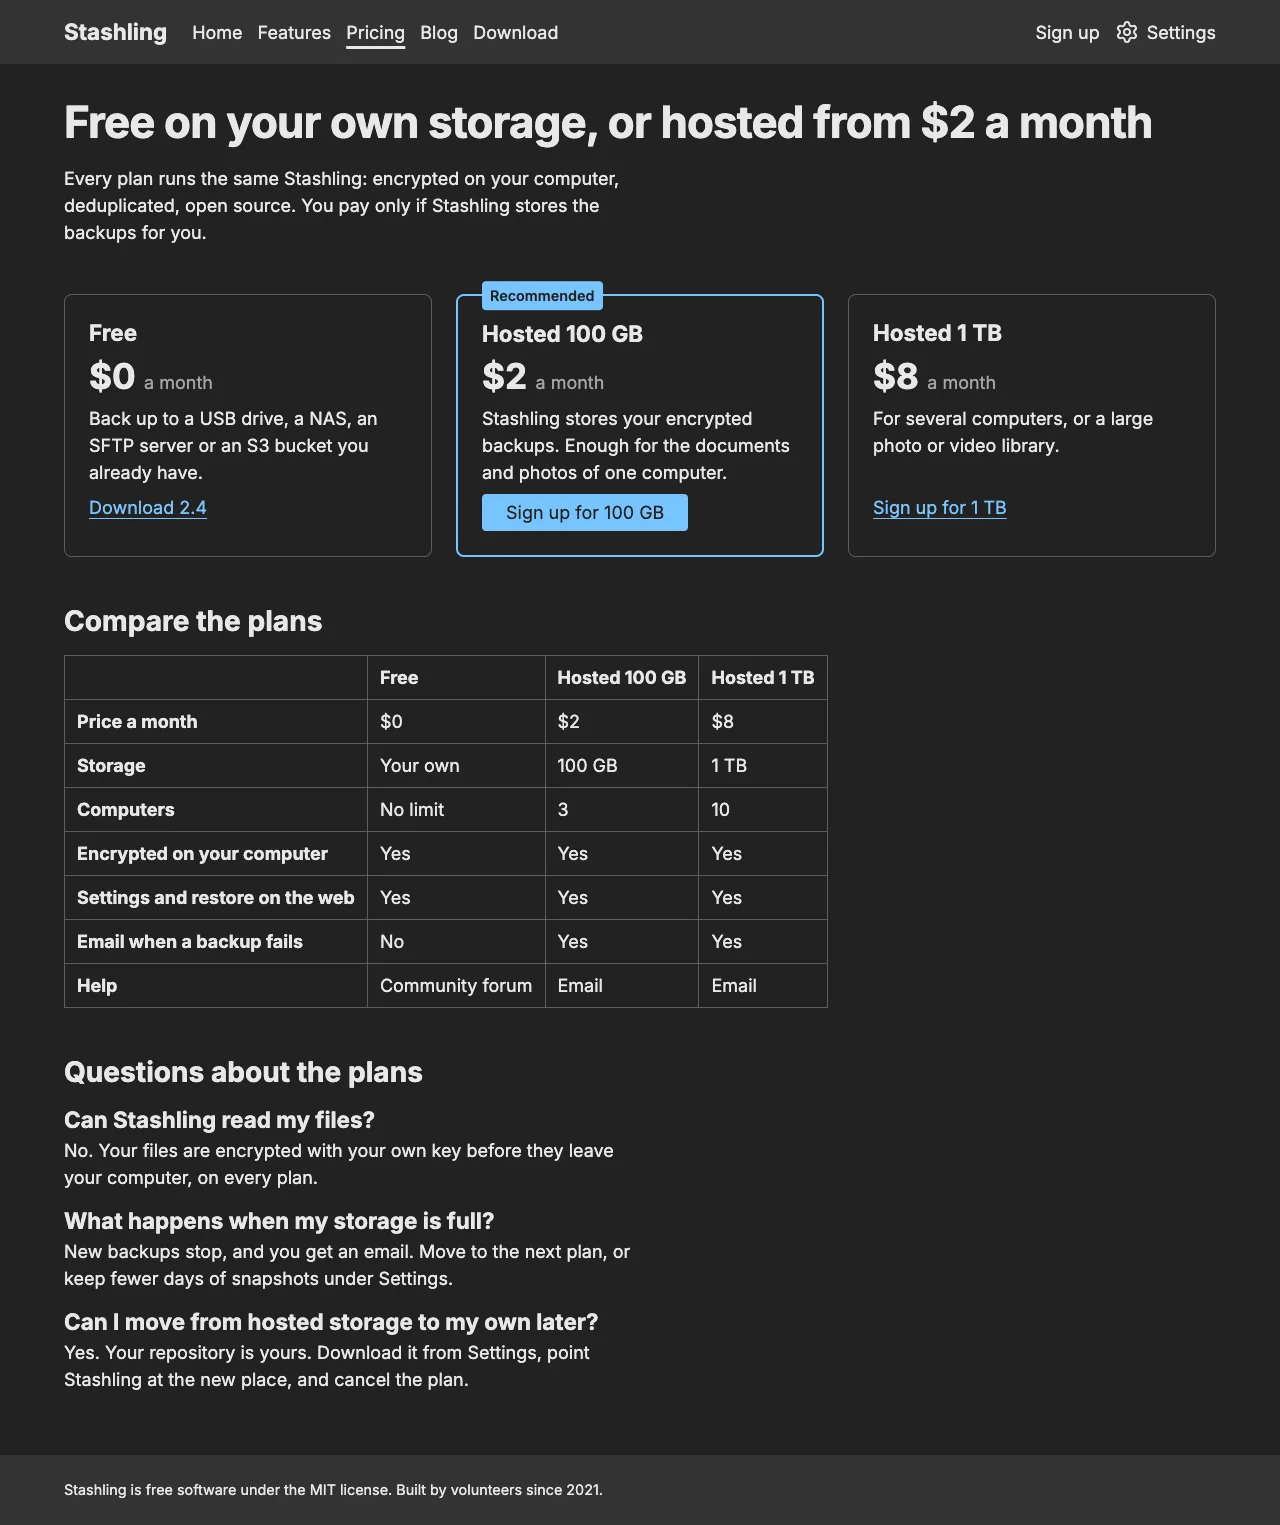 Stashling Home Features Pricing Blog Download Sign up Settings
Free on your own storage, or hosted from $2 a month
Every plan runs the same Stashling: encrypted on your computer,
deduplicated, open source. You pay only if Stashling stores the
backups for you.
Free
$0 a month
Back up to a USB drive, a NAS, an
SFTP server or an S3 bucket you
already have.
Download 2.4
Recommended
Hosted 100 GB
$2 a month
Stashling stores your encrypted
backups. Enough for the documents
and photos of one computer.
Sign up for 100 GB
Hosted 1 TB
$8 a month
For several computers, or a large
photo or video library.
Sign up for 1 TB
Compare the plans
Free Hosted 100 GB Hosted 1 TB
Price a month $0 $2 $8
Storage Your own 100 GB 1 TB
Computers No limit 3 10
Encrypted on your computer Yes Yes Yes
Settings and restore on the web Yes Yes Yes
Email when a backup fails No Yes Yes
Help Community forum Email Email
Questions about the plans
Can Stashling read my files?
No. Your files are encrypted with your own key before they leave
your computer, on every plan.
What happens when my storage is full?
New backups stop, and you get an email. Move to the next plan, or
keep fewer days of snapshots under Settings.
Can I move from hosted storage to my own later?
Yes. Your repository is yours. Download it from Settings, point
Stashling at the new place, and cancel the plan.
Stashling is free software under the MIT license. Built by volunteers since 2021.